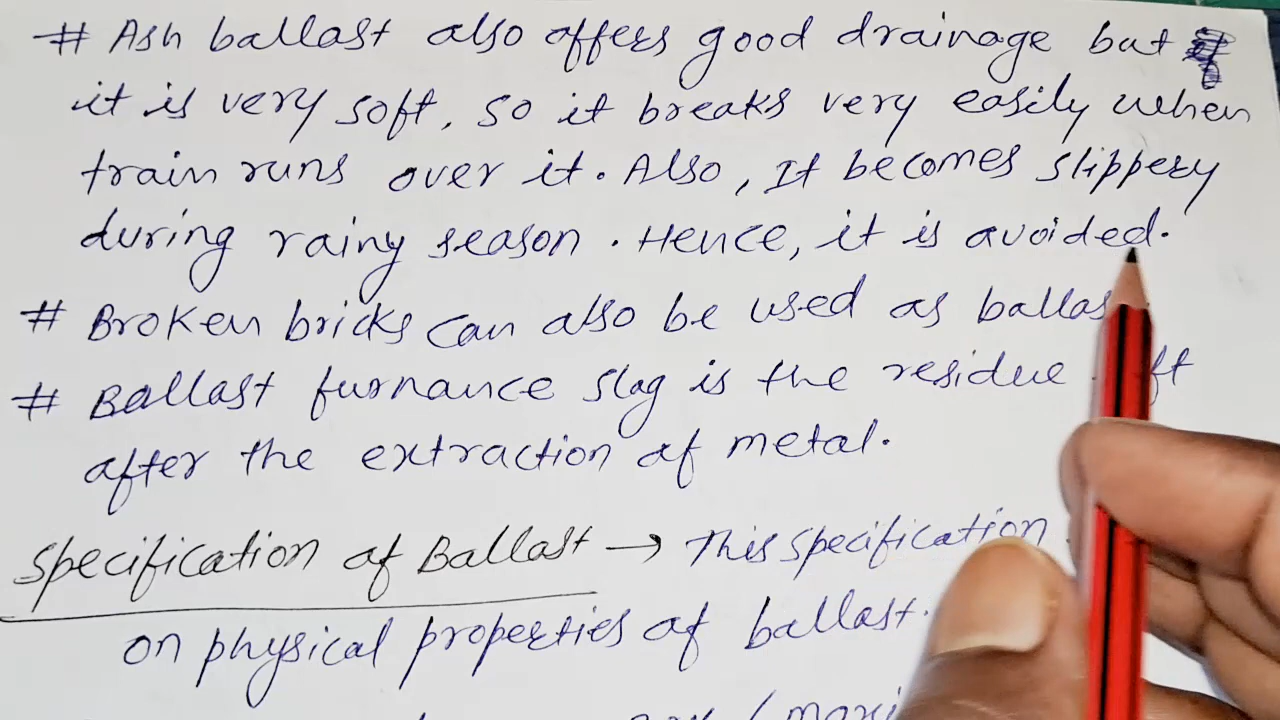 # Ash ballast also offers good drainage but
it is very soft, so it breaks very easily when
train runs over it. Also, It becomes slippery
during rainy season. Hence, it is avoided.
# Broken bricks can also be used as ballas
# Ballast furnance slag is the residue
after the extraction of metal.
Specification of Ballast → This specification
on physical properties of ballast.